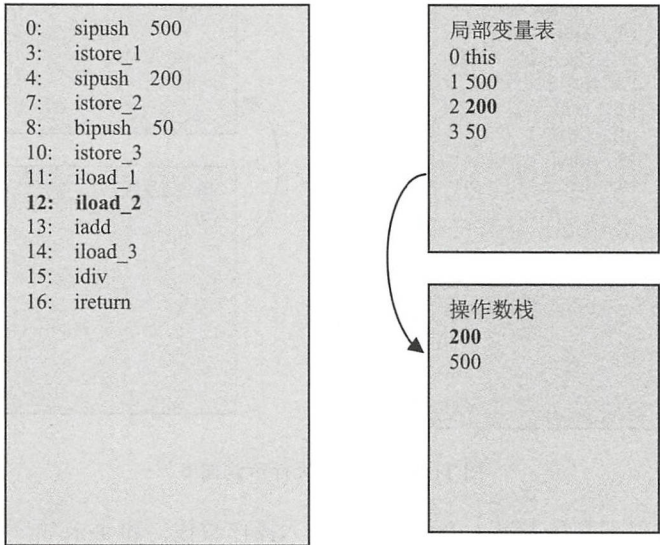 0: sipush 500
3: istore_1
4: sipush 200
7: istore_2
8: bipush 50
10: istore_3
11: iload_1
12: iload_2
13: iadd
14: iload_3
15: idiv
16: ireturn
局部变量表
0 this
1 500
2 200
3 50
操作数栈
200
500